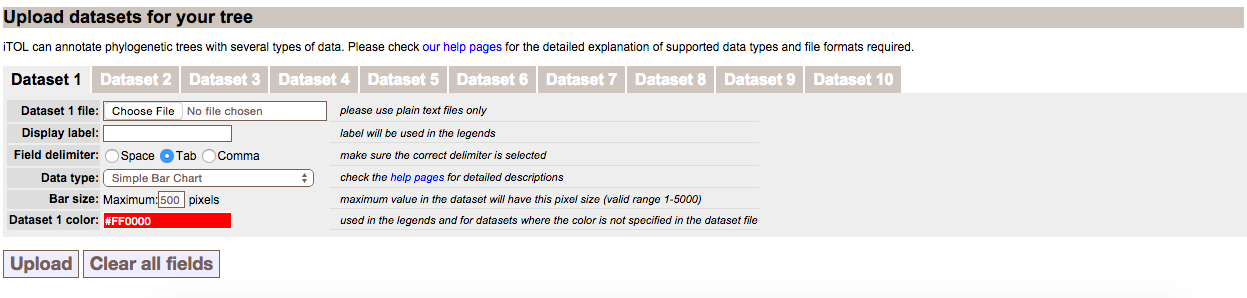 Upload datasets for your tree
iTOL can annotate phylogenetic trees with several types of data. Please check our help pages for the detailed explanation of supported data types and file formats required.
Dataset 1 Dataset 2 Dataset 3 Dataset 4 Dataset 5 Dataset 6 Dataset 7 Dataset 8 Dataset 9 Dataset 10
Dataset 1 file: Choose File No file chosen please use plain text files only
Display label: label will be used in the legends
Field delimiter: Space Tab Comma make sure the correct delimiter is selected
Data type: Simple Bar Chart check the help pages for detailed descriptions
Bar size: Maximum: 500 pixels maximum value in the dataset will have this pixel size (valid range 1-5000)
Dataset 1 color: #FF0000 used in the legends and for datasets where the color is not specified in the dataset file
Upload Clear all fields